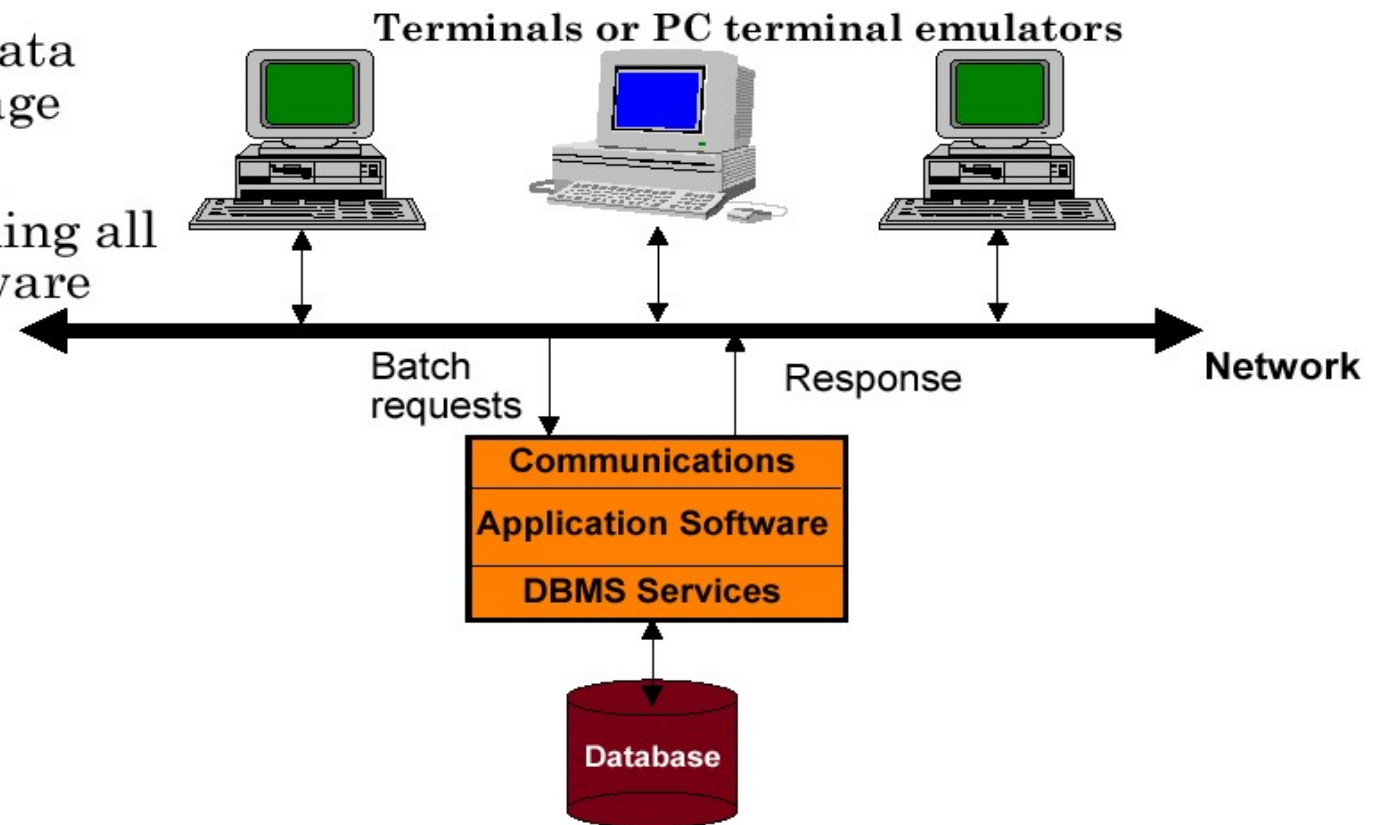 Terminals or PC terminal emulators
ata
age
ing all
ware
Batch
requests
Response
Network
Communications
Application Software
DBMS Services
Database